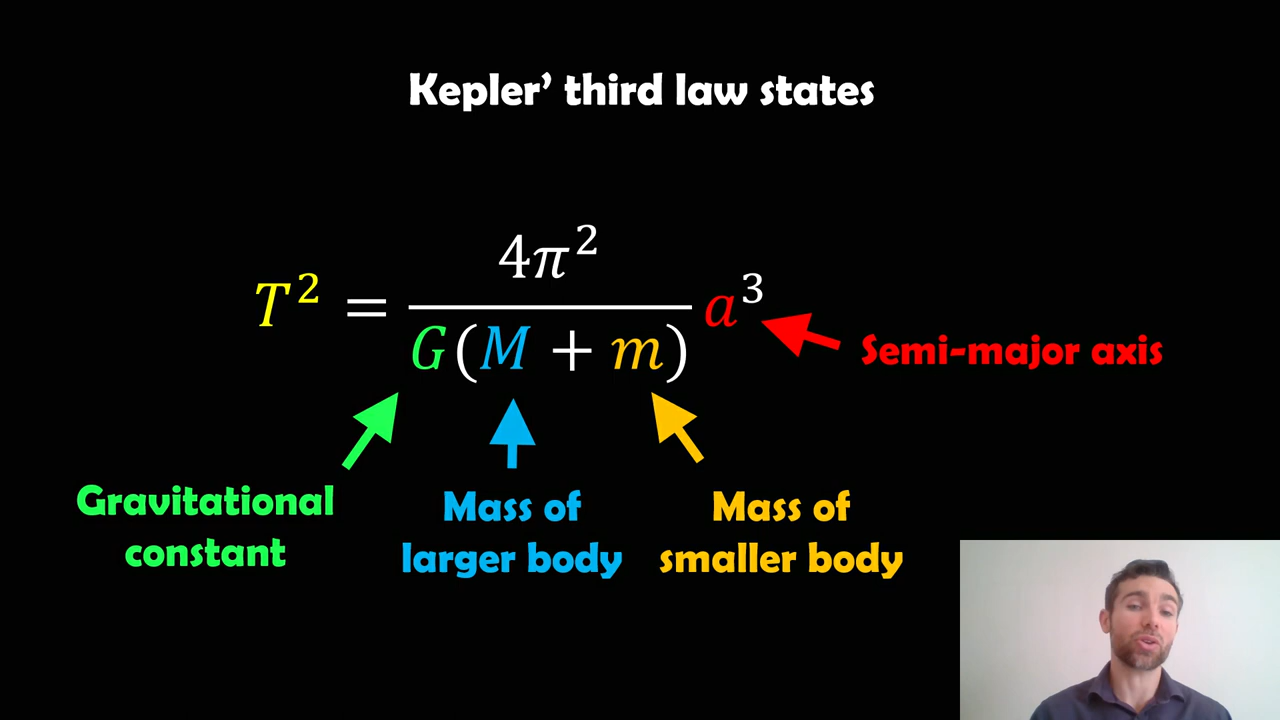 Kepler’ third law states
T² = 4π² / G(M + m) a³
Semi-major axis
Gravitational
constant
Mass of
larger body
Mass of
smaller body